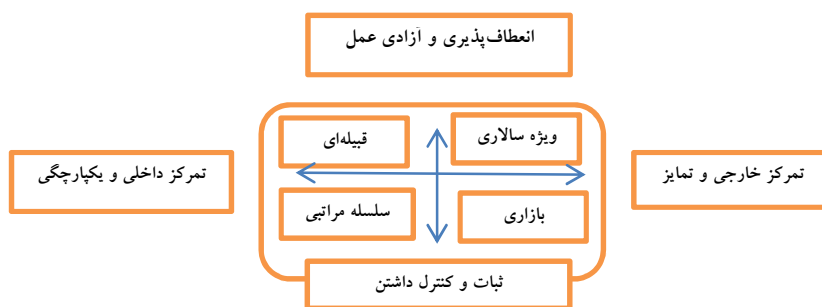 انعطاف‌پذیری و آزادی عمل
ویژه سالاری
قبیله‌ای
تمرکز خارجی و تمایز
تمرکز داخلی و یکپارچگی
بازاری
سلسله مراتبی
ثبات و کنترل داشتن